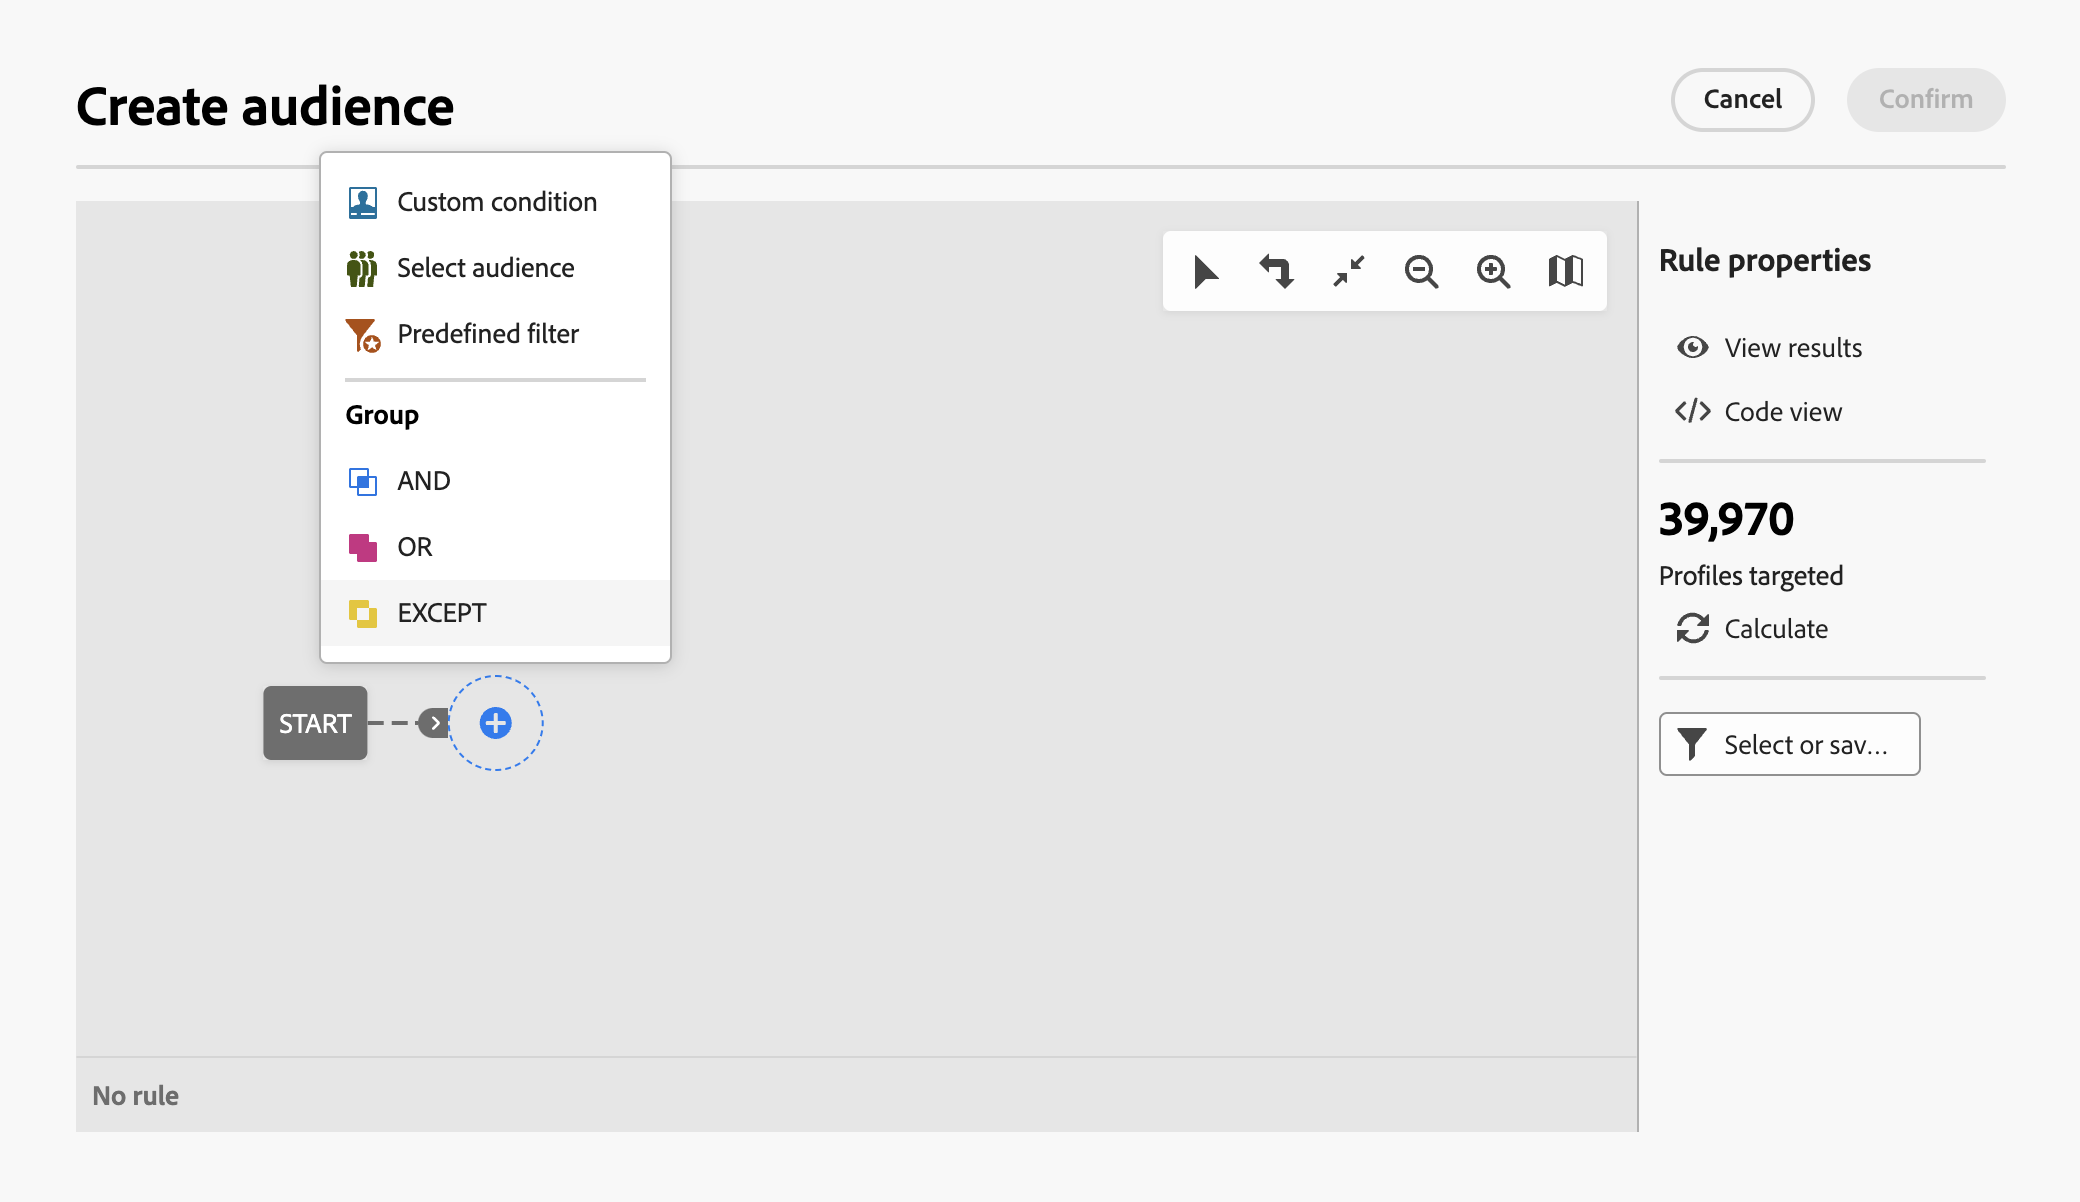 Create audience
Cancel
Confirm
Custom condition
Select audience
Predefined filter
Group
AND
OR
EXCEPT
START
No rule
Rule properties
View results
Code view
39,970
Profiles targeted
Calculate
Select or sav...